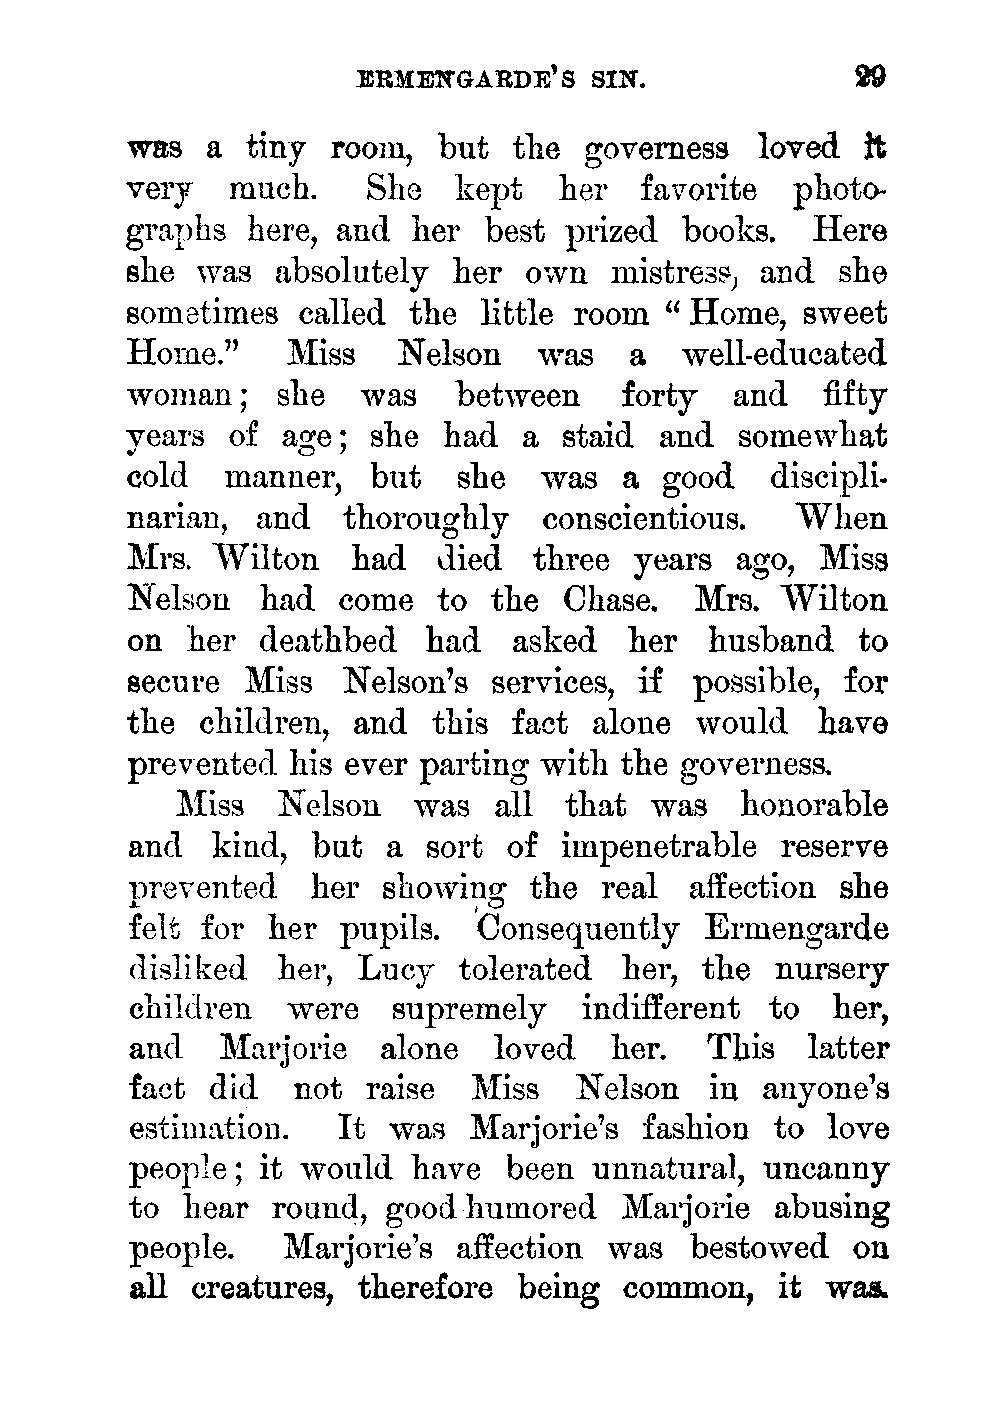 ERMENGARDE'S SIN. 29
was a tiny room, but the governess loved it
very much. She kept her favorite photo-
graphs here, and her best prized books. Here
she was absolutely her own mistress, and she
sometimes called the little room “Home, sweet
Home.” Miss Nelson was a well-educated
woman; she was between forty and fifty
years of age; she had a staid and somewhat
cold manner, but she was a good discipli-
narian, and thoroughly conscientious. When
Mrs. Wilton had died three years ago, Miss
Nelson had come to the Chase. Mrs. Wilton
on her deathbed had asked her husband to
secure Miss Nelson's services, if possible, for
the children, and this fact alone would have
prevented his ever parting with the governess.
Miss Nelson was all that was honorable
and kind, but a sort of impenetrable reserve
prevented her showing the real affection she
felt for her pupils. Consequently Ermengarde
disliked her, Lucy tolerated her, the nursery
children were supremely indifferent to her,
and Marjorie alone loved her. This latter
fact did not raise Miss Nelson in anyone's
estimation. It was Marjorie's fashion to love
people; it would have been unnatural, uncanny
to hear round, good humored Marjorie abusing
people. Marjorie's affection was bestowed on
all creatures, therefore being common, it was